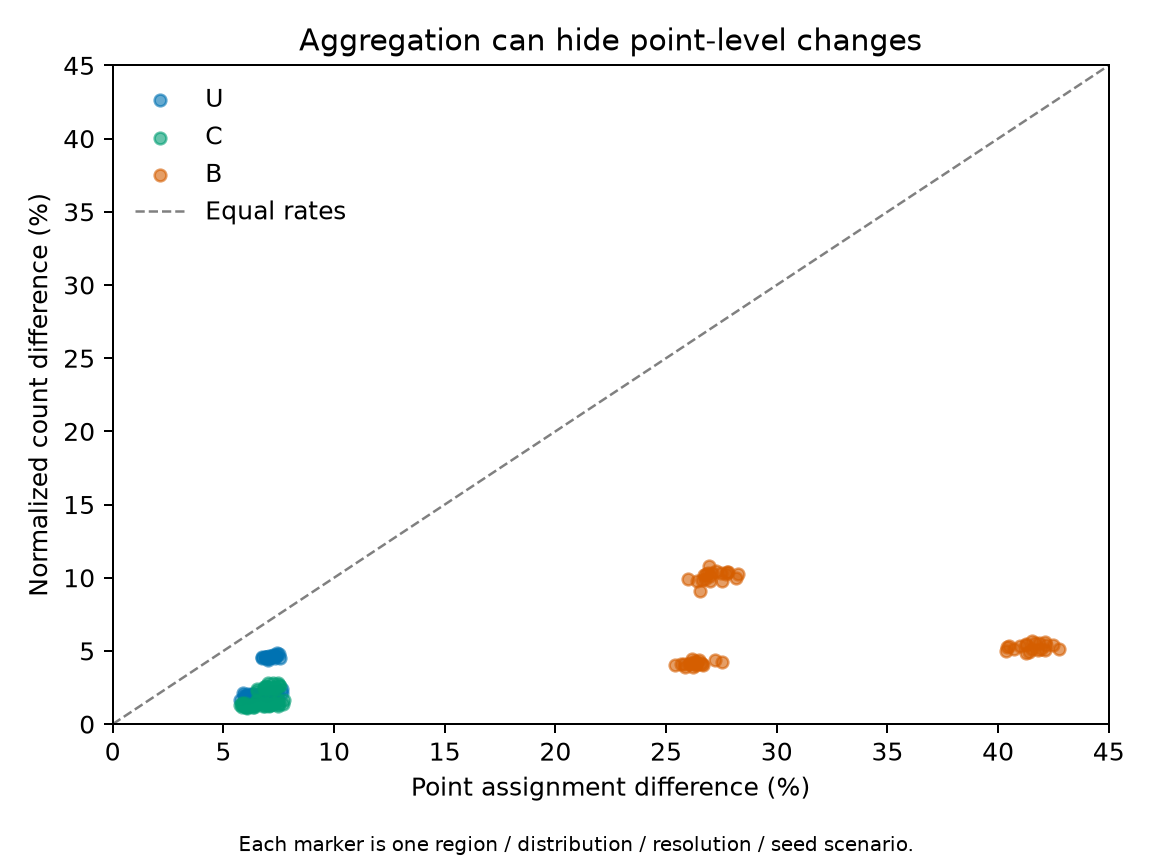 Aggregation can hide point-level changes
U
C
B
Equal rates
Normalized count difference (%)
45
40
35
30
25
20
15
10
5
0
0 5 10 15 20 25 30 35 40 45
Point assignment difference (%)
Each marker is one region / distribution / resolution / seed scenario.